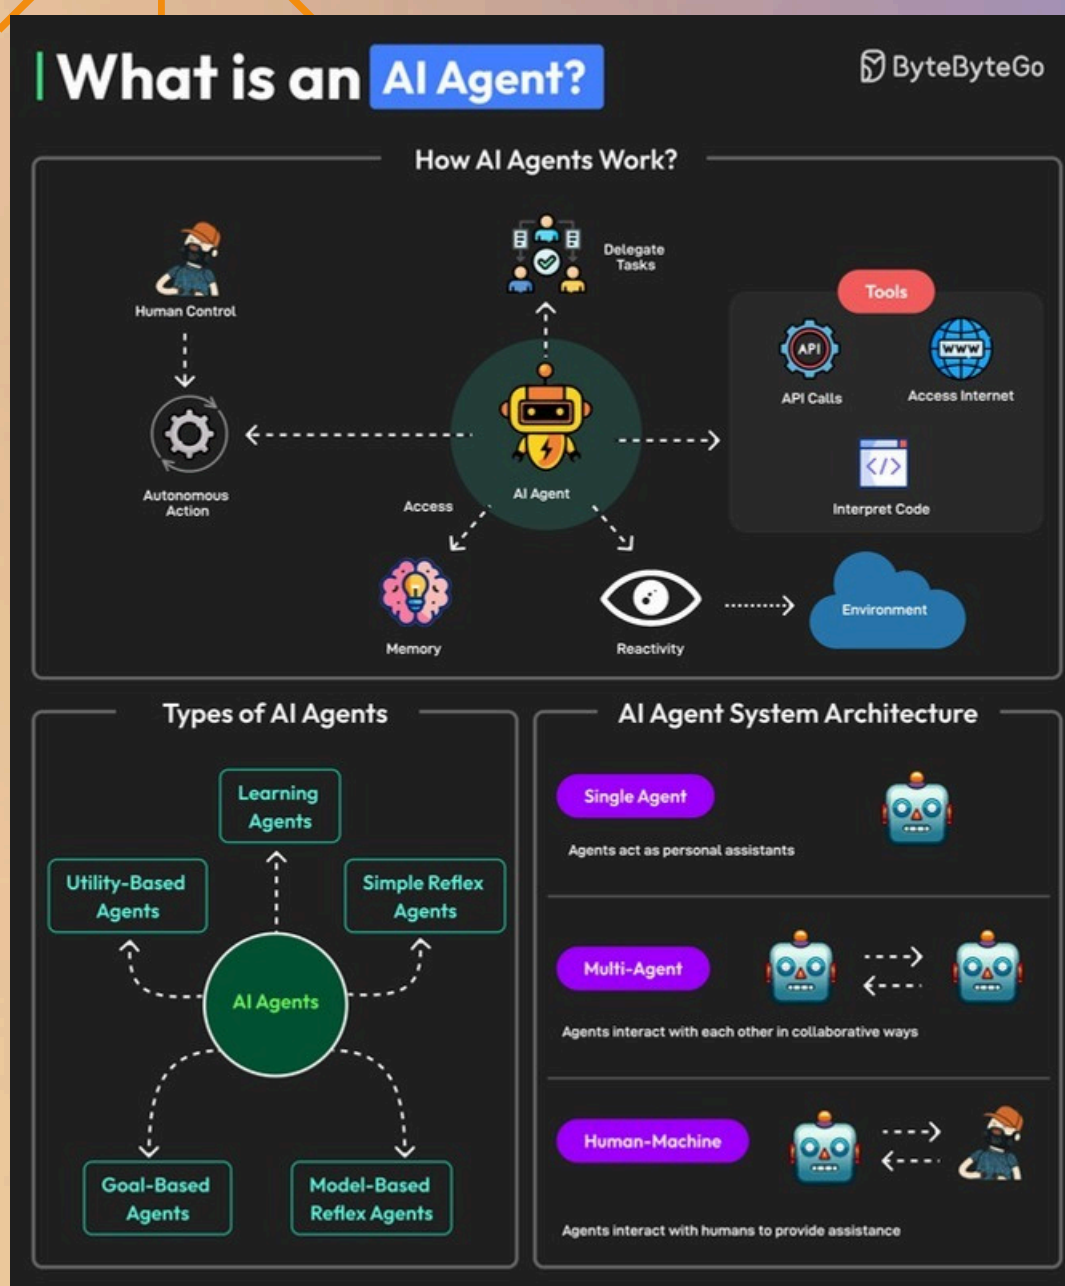 What is an AI Agent?
ByteByteGo
How AI Agents Work?
Human Control
Delegate
Tasks
Tools
API
API Calls
WWW
Access Internet
</>
Interpret Code
Autonomous
Action
AI Agent
Access
Memory
Reactivity
Environment
Types of AI Agents
Learning
Agents
Utility-Based
Agents
Simple Reflex
Agents
AI Agents
Goal-Based
Agents
Model-Based
Reflex Agents
AI Agent System Architecture
Single Agent
Agents act as personal assistants
Multi-Agent
Agents interact with each other in collaborative ways
Human-Machine
Agents interact with humans to provide assistance